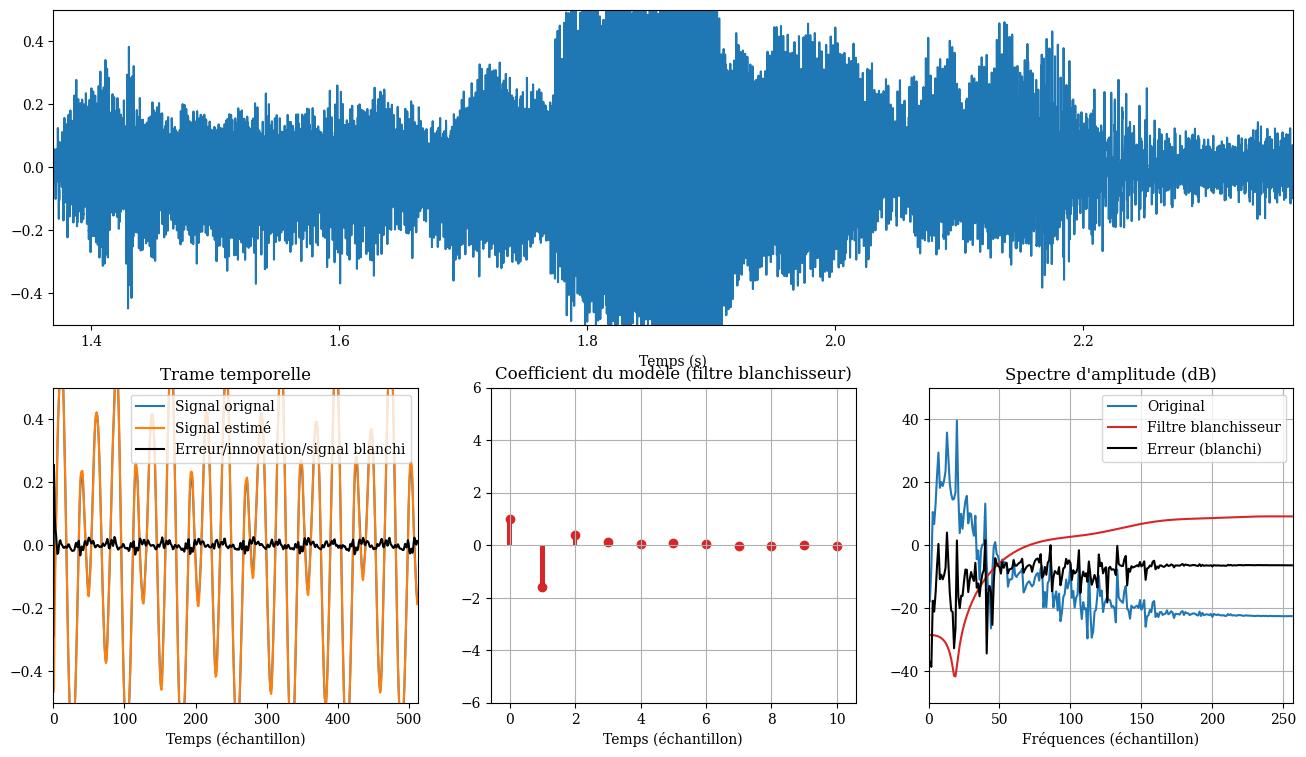 0.4
0.2
0.0
−0.2
−0.4
1.4 1.6 1.8 2.0 2.2
Temps (s)
Trame temporelle
Signal orignal
Signal estimé
Erreur/innovation/signal blanchi
0.4
0.2
0.0
−0.2
−0.4
0 100 200 300 400 500
Temps (échantillon)
Coefficient du modèle (filtre blanchisseur)
6
4
2
0
−2
−4
−6
0 2 4 6 8 10
Temps (échantillon)
Spectre d'amplitude (dB)
Original
Filtre blanchisseur
Erreur (blanchi)
40
20
0
−20
−40
0 50 100 150 200 250
Fréquences (échantillon)